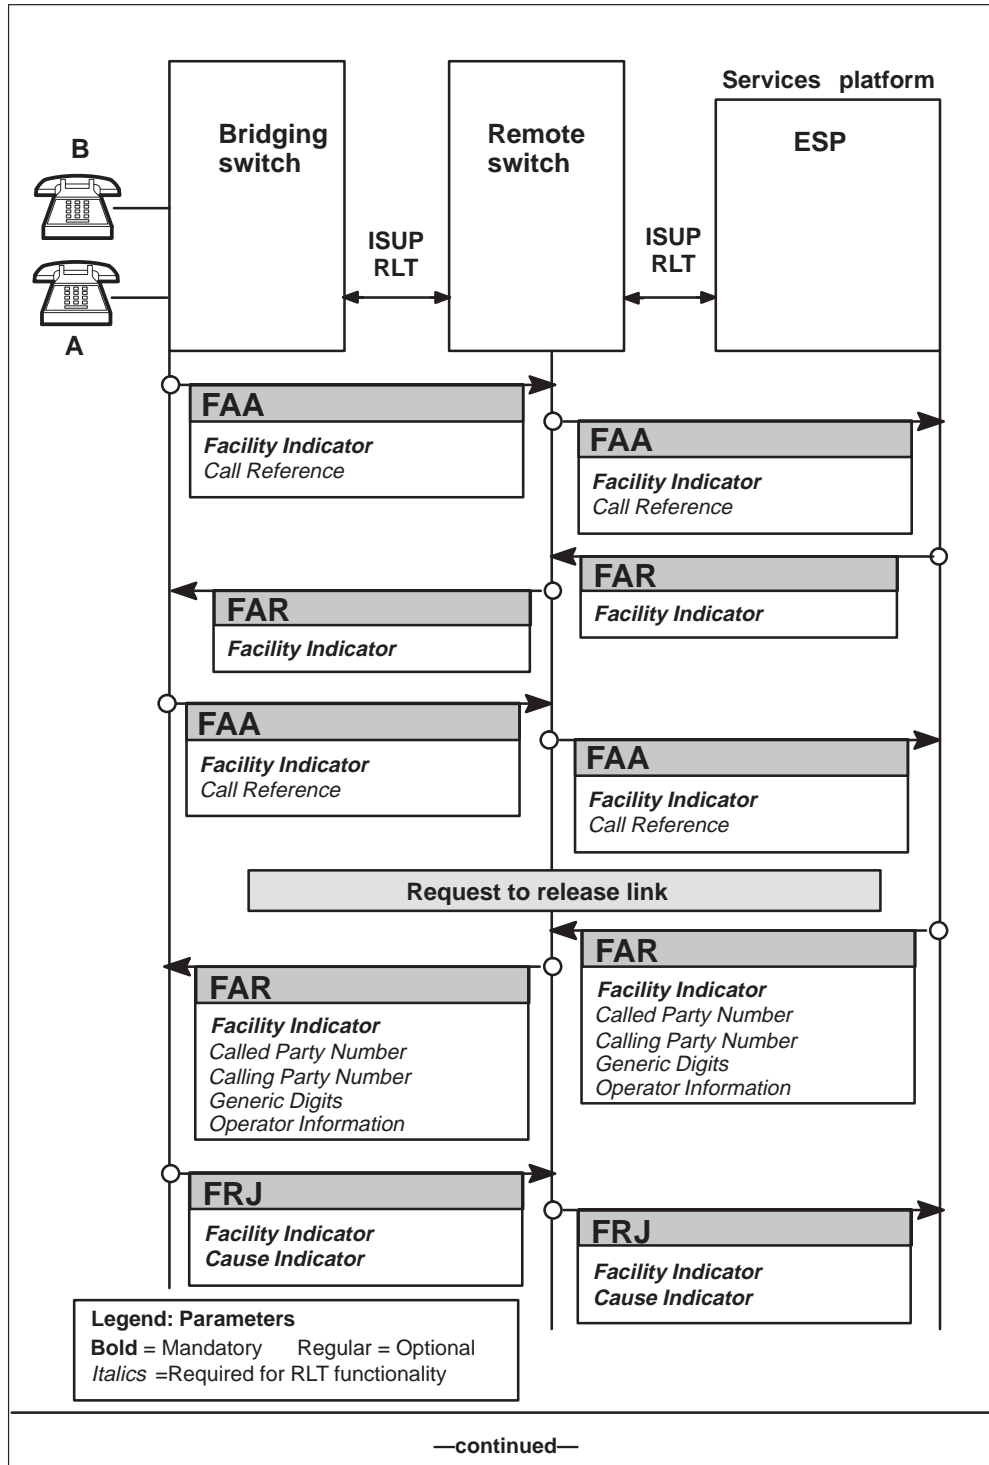 Services platform
Bridging
switch
Remote
switch
ESP
B
ISUP
RLT
ISUP
RLT
A
FAA
Facility Indicator
Call Reference
FAA
Facility Indicator
Call Reference
FAR
Facility Indicator
FAR
Facility Indicator
FAA
Facility Indicator
Call Reference
FAA
Facility Indicator
Call Reference
Request to release link
FAR
Facility Indicator
Called Party Number
Calling Party Number
Generic Digits
Operator Information
FAR
Facility Indicator
Called Party Number
Calling Party Number
Generic Digits
Operator Information
FRJ
Facility Indicator
Cause Indicator
FRJ
Facility Indicator
Cause Indicator
Legend: Parameters
Bold = Mandatory Regular = Optional
Italics =Required for RLT functionality
—continued—